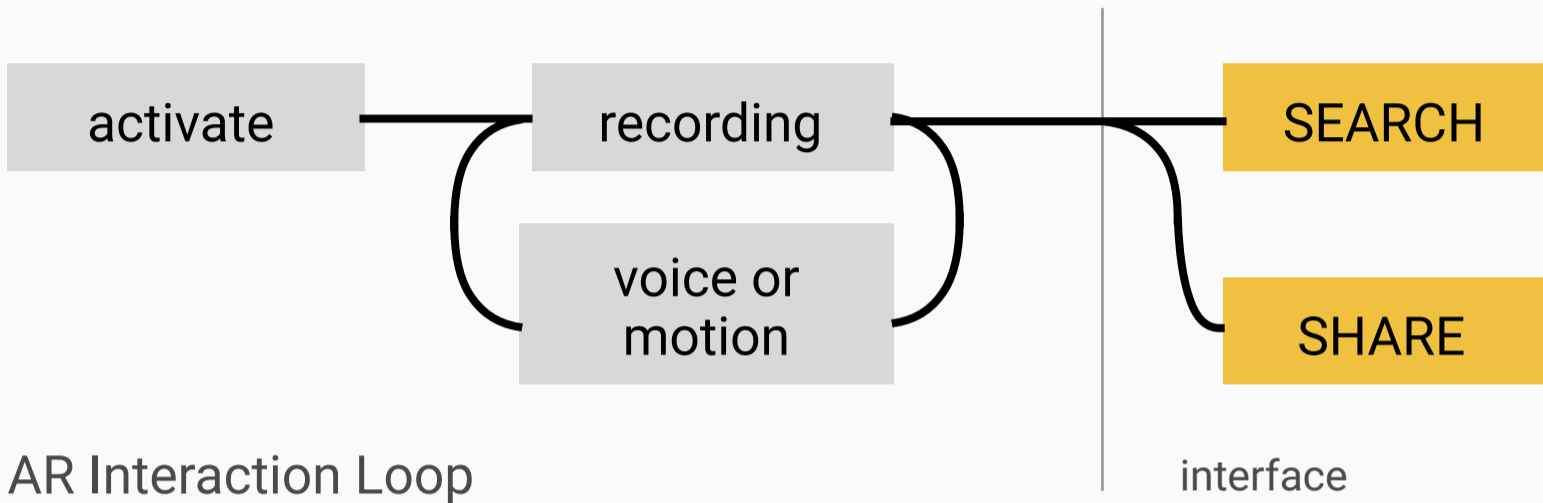 activate
recording
SEARCH
voice or
motion
SHARE
AR Interaction Loop
interface